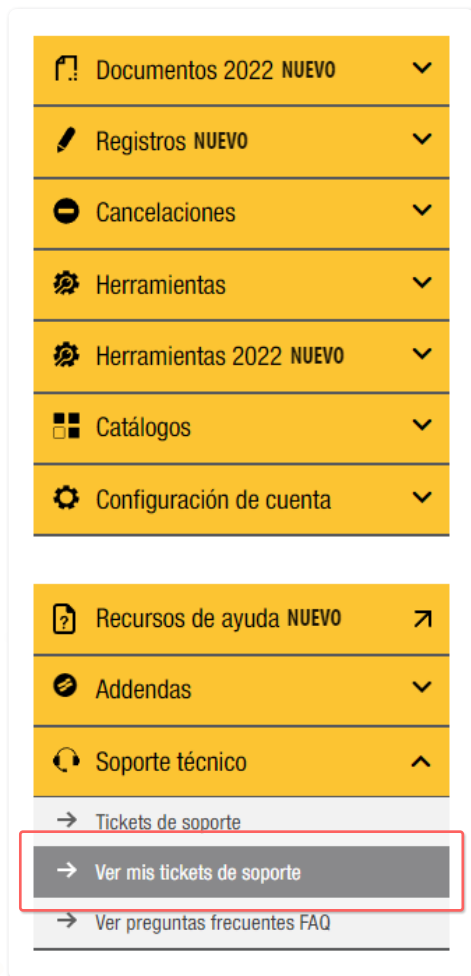 Documentos 2022 NUEVO
Registros NUEVO
Cancelaciones
Herramientas
Herramientas 2022 NUEVO
Catálogos
Configuración de cuenta
Recursos de ayuda NUEVO
Addendas
Soporte técnico
Tickets de soporte
Ver mis tickets de soporte
Ver preguntas frecuentes FAQ